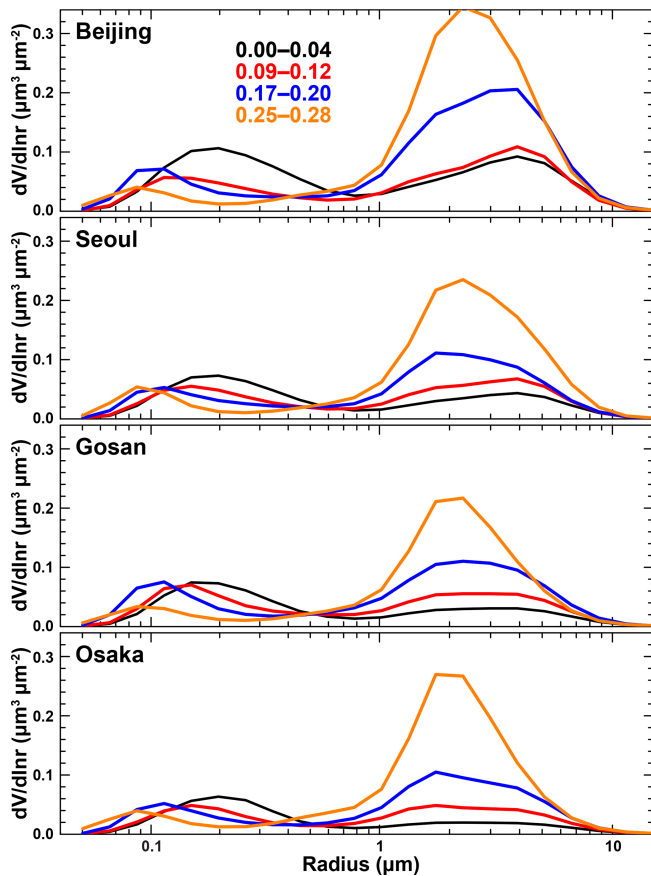 Beijing
0.00–0.04
0.09–0.12
0.17–0.20
0.25–0.28
dV/dlnr (µm³ µm⁻²)
0.3
0.2
0.1
0.0
Seoul
dV/dlnr (µm³ µm⁻²)
0.3
0.2
0.1
0.0
Gosan
dV/dlnr (µm³ µm⁻²)
0.3
0.2
0.1
0.0
Osaka
dV/dlnr (µm³ µm⁻²)
0.3
0.2
0.1
0.0
0.1 1 10
Radius (µm)